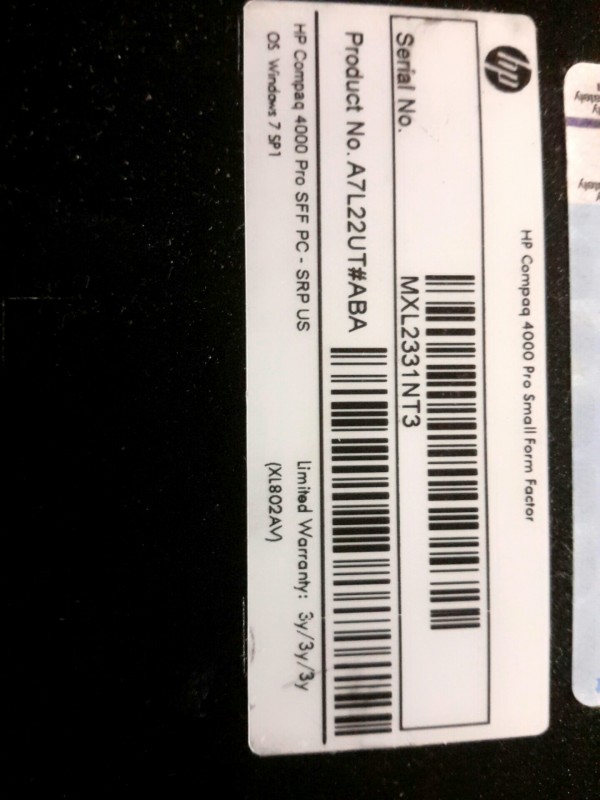 hp
HP Compaq 4000 Pro Small Form Factor
Serial No.
MXL2331NT3
Product No. A7L22UT#ABA
HP Compaq 4000 Pro SFF PC - SRP US
Limited Warranty: 3y/3y/3y
OS Windows 7 SP1
(XL802AV)